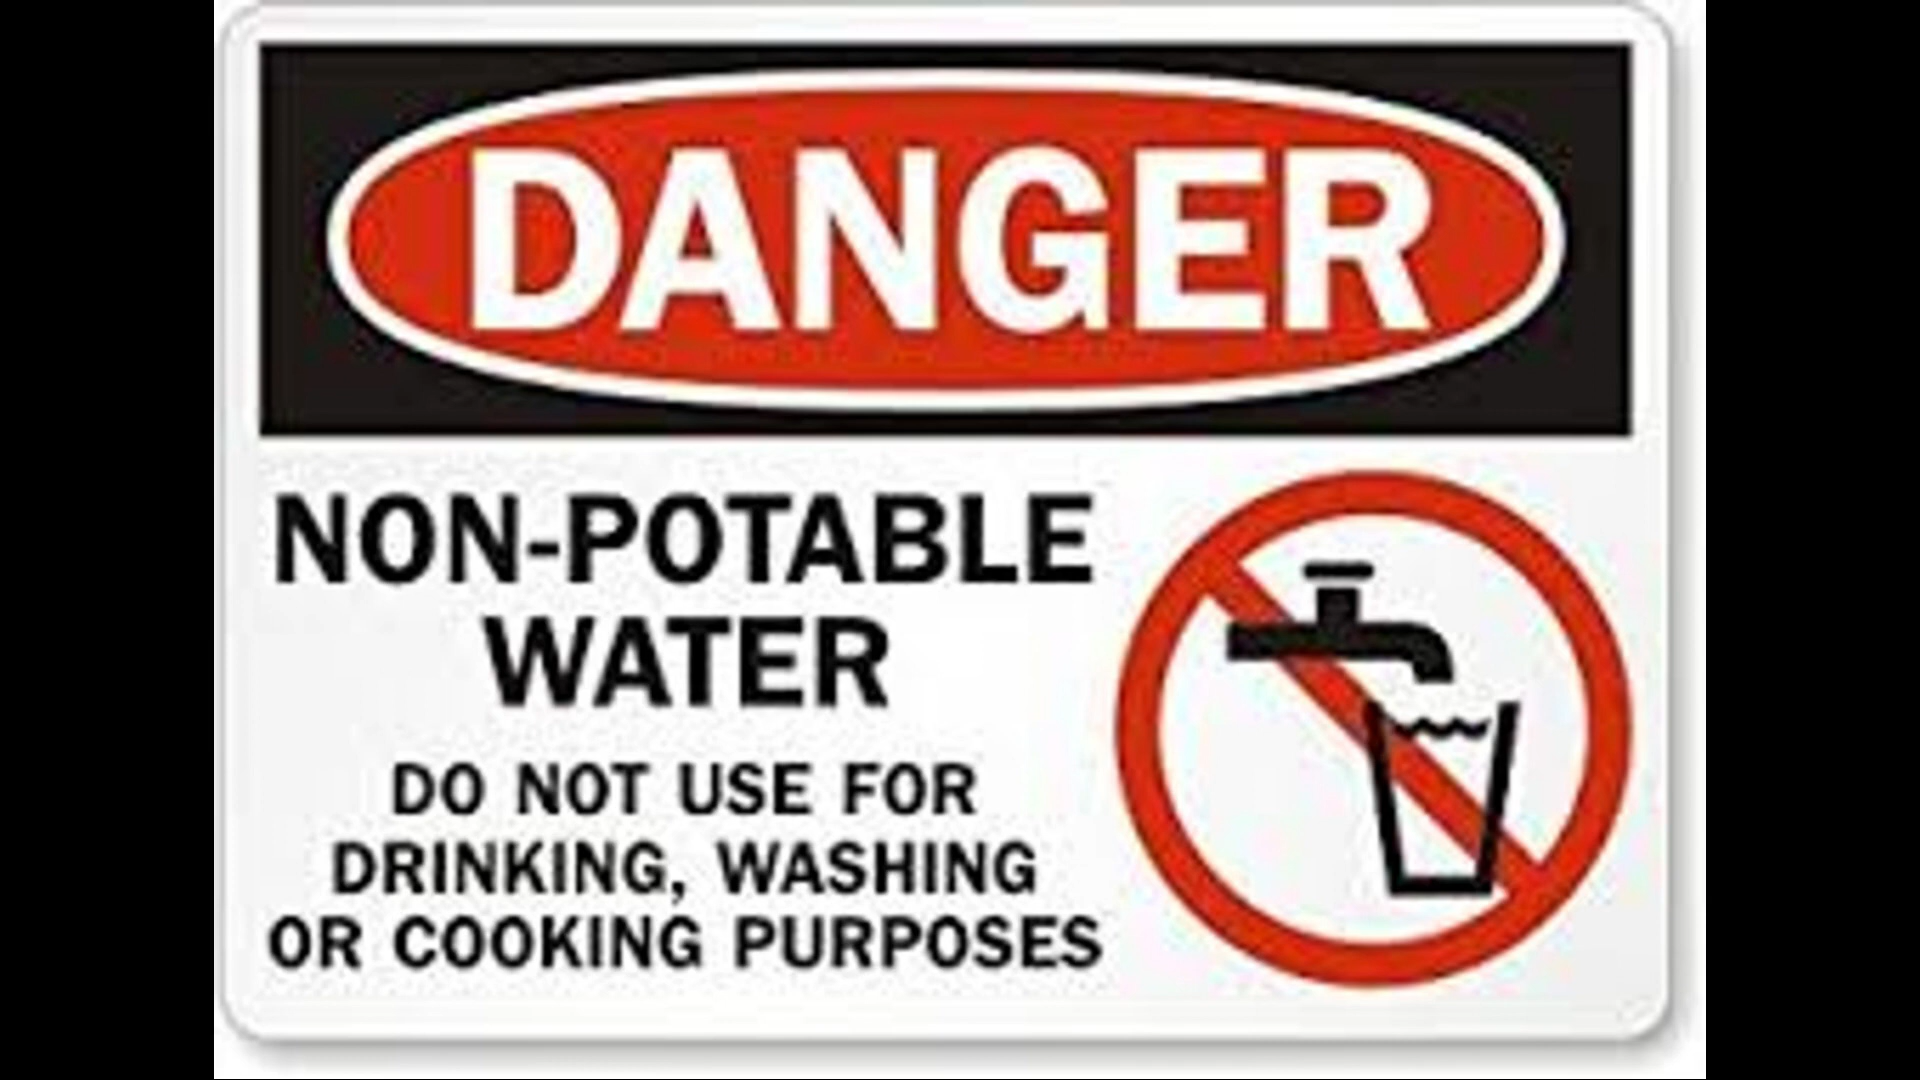 DANGER
NON-POTABLE
WATER
DO NOT USE FOR
DRINKING, WASHING
OR COOKING PURPOSES